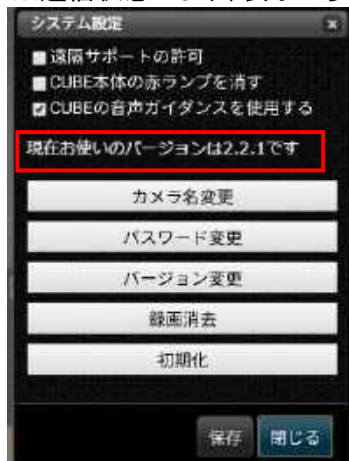 システム設定
遠隔サポートの許可
CUBE本体の赤ランプを消す
CUBEの音声ガイダンスを使用する
現在お使いのバージョンは2.2.1です
カメラ名変更
パスワード変更
バージョン変更
録画消去
初期化
保存 閉じる